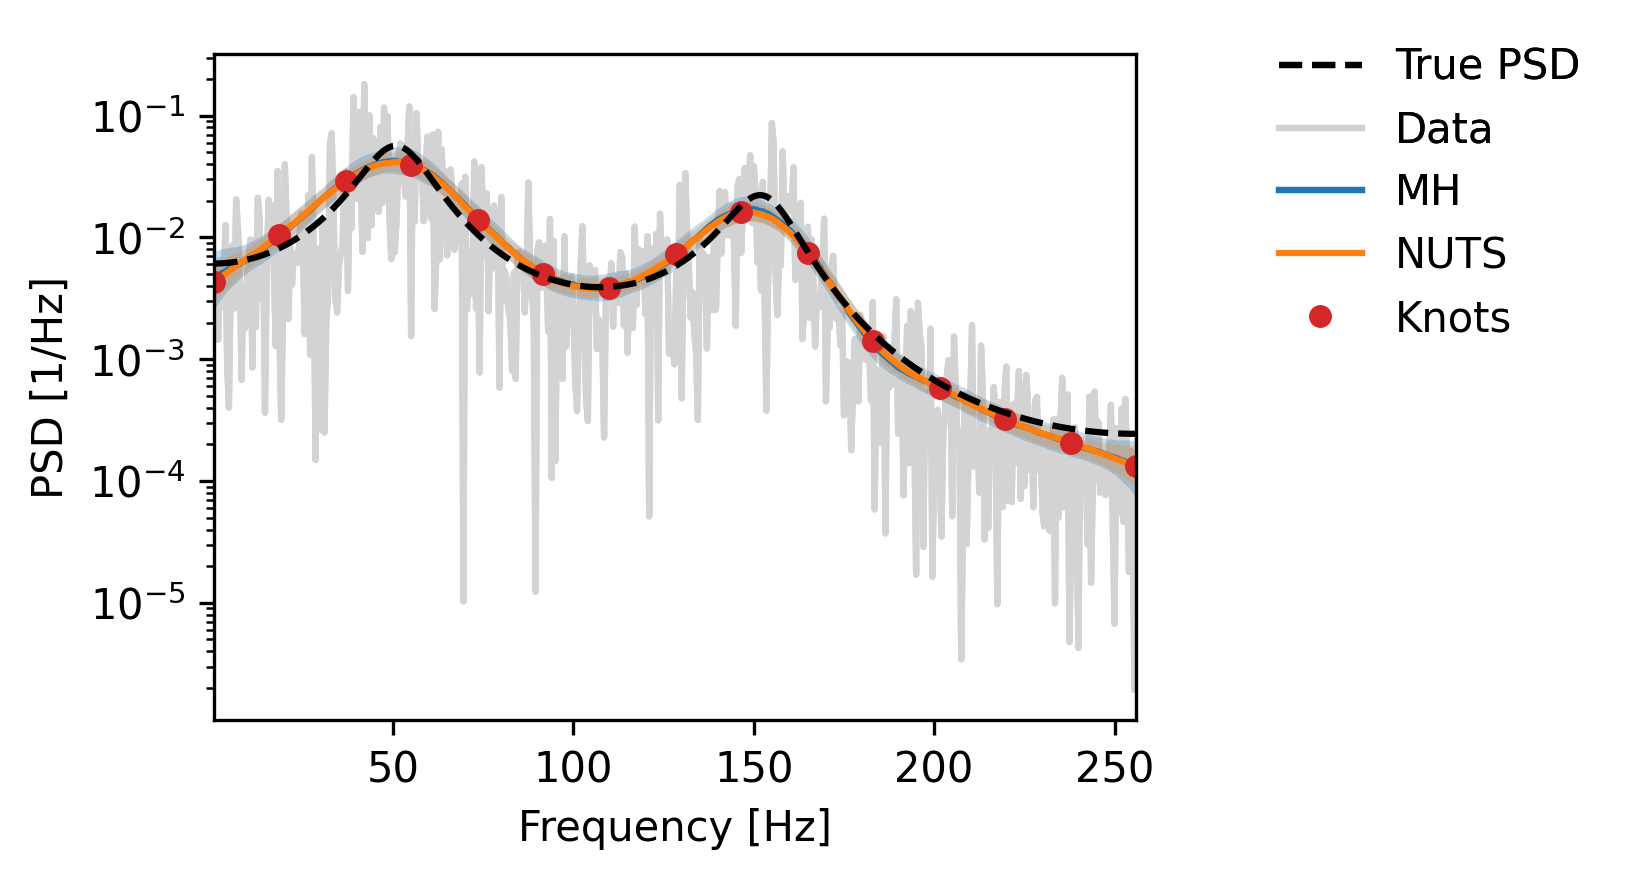 True PSD
Data
MH
NUTS
Knots
PSD [1/Hz]
10⁻¹
10⁻²
10⁻³
10⁻⁴
10⁻⁵
50 100 150 200 250
Frequency [Hz]